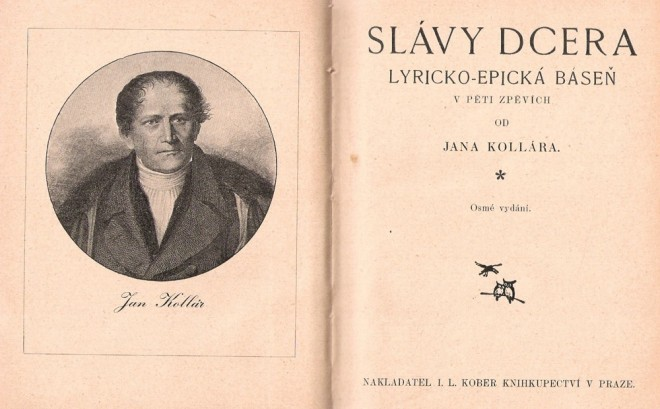 Jan Kollár
SLÁVY DCERA
LYRICKO-EPICKÁ BÁSEŇ
V PĚTI ZPĚVÍCH
OD
JANA KOLLÁRA.
*
Osmé vydání.
NAKLADATEL I. L. KOBER KNIHKUPECTVÍ V PRAZE.